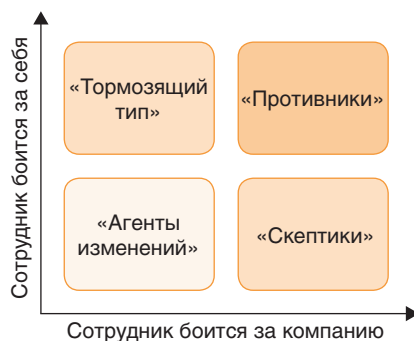 Сотрудник боится за себя
«Тормозящий
тип»
«Противники»
«Агенты
изменений»
«Скептики»
Сотрудник боится за компанию